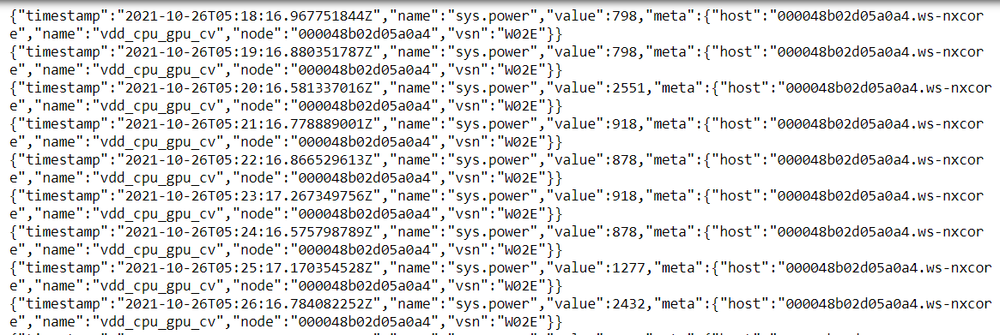 {"timestamp":"2021-10-26T05:18:16.967751844Z","name":"sys.power","value":798,"meta":{"host":"000048b02d05a0a4.ws-nxcor
e","name":"vdd_cpu_gpu_cv","node":"000048b02d05a0a4","vsn":"W02E"}}
{"timestamp":"2021-10-26T05:19:16.880351787Z","name":"sys.power","value":798,"meta":{"host":"000048b02d05a0a4.ws-nxcor
e","name":"vdd_cpu_gpu_cv","node":"000048b02d05a0a4","vsn":"W02E"}}
{"timestamp":"2021-10-26T05:20:16.581337016Z","name":"sys.power","value":2551,"meta":{"host":"000048b02d05a0a4.ws-nxcor
e","name":"vdd_cpu_gpu_cv","node":"000048b02d05a0a4","vsn":"W02E"}}
{"timestamp":"2021-10-26T05:21:16.778889001Z","name":"sys.power","value":918,"meta":{"host":"000048b02d05a0a4.ws-nxcor
e","name":"vdd_cpu_gpu_cv","node":"000048b02d05a0a4","vsn":"W02E"}}
{"timestamp":"2021-10-26T05:22:16.866529613Z","name":"sys.power","value":878,"meta":{"host":"000048b02d05a0a4.ws-nxcor
e","name":"vdd_cpu_gpu_cv","node":"000048b02d05a0a4","vsn":"W02E"}}
{"timestamp":"2021-10-26T05:23:17.267349756Z","name":"sys.power","value":918,"meta":{"host":"000048b02d05a0a4.ws-nxcor
e","name":"vdd_cpu_gpu_cv","node":"000048b02d05a0a4","vsn":"W02E"}}
{"timestamp":"2021-10-26T05:24:16.575798789Z","name":"sys.power","value":878,"meta":{"host":"000048b02d05a0a4.ws-nxcor
e","name":"vdd_cpu_gpu_cv","node":"000048b02d05a0a4","vsn":"W02E"}}
{"timestamp":"2021-10-26T05:25:17.170354528Z","name":"sys.power","value":1277,"meta":{"host":"000048b02d05a0a4.ws-nxcor
e","name":"vdd_cpu_gpu_cv","node":"000048b02d05a0a4","vsn":"W02E"}}
{"timestamp":"2021-10-26T05:26:16.784082252Z","name":"sys.power","value":2432,"meta":{"host":"000048b02d05a0a4.ws-nxcor
e","name":"vdd_cpu_gpu_cv","node":"000048b02d05a0a4","vsn":"W02E"}}